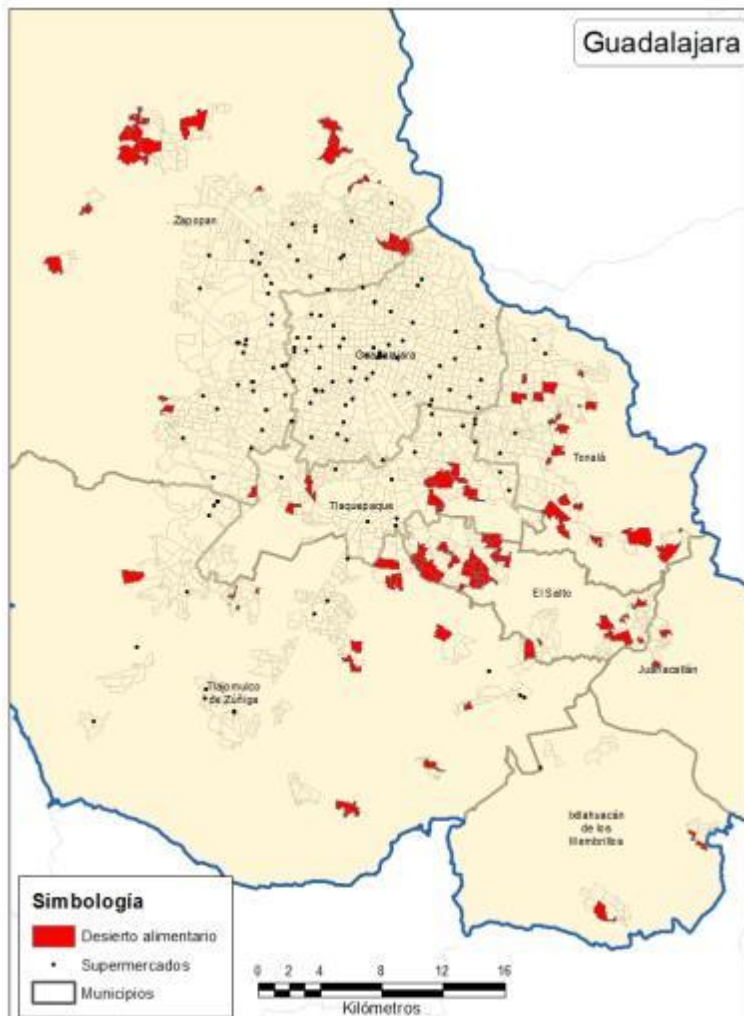 Guadalajara
Zapopan
Guadalajara
Tonalá
Tlaquepaque
El Salto
Juanacatlán
Tlajomulco
de Zúñiga
Ixtlahuacán
de los
Membrillos
Simbología
Desierto alimentario
Supermercados
Municipios
0 2 4 8 12 16
Kilómetros